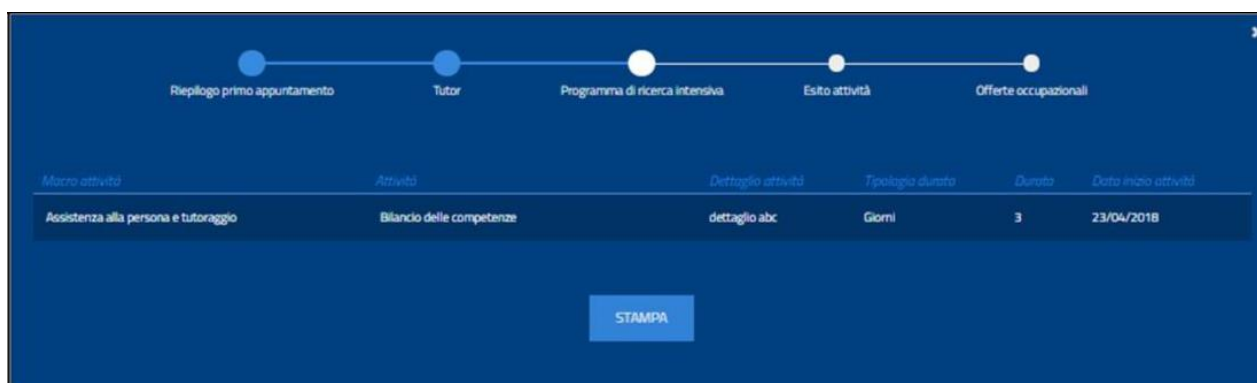 Riepilogo primo appuntamento Tutor Programma di ricerca intensiva Esito attività Offerte occupazionali
Macro attività Attività Dettaglio attività Tipologia durata Durata Data inizio attività
Assistenza alla persona e tutoraggio Bilancio delle competenze dettaglio abc Giorni 3 23/04/2018
STAMPA